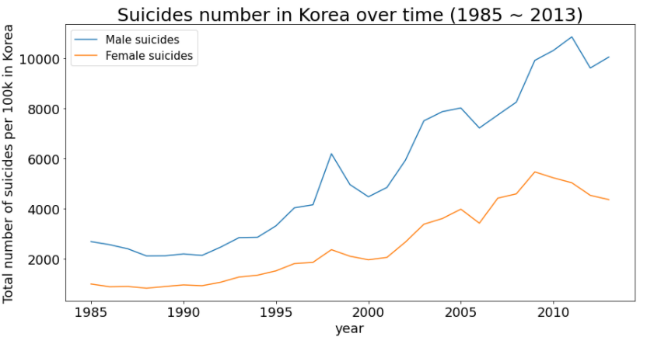 Suicides number in Korea over time (1985 ~ 2013)
Total number of suicides per 100k in Korea
Male suicides
Female suicides
10000
8000
6000
4000
2000
1985
1990
1995
2000
2005
2010
year